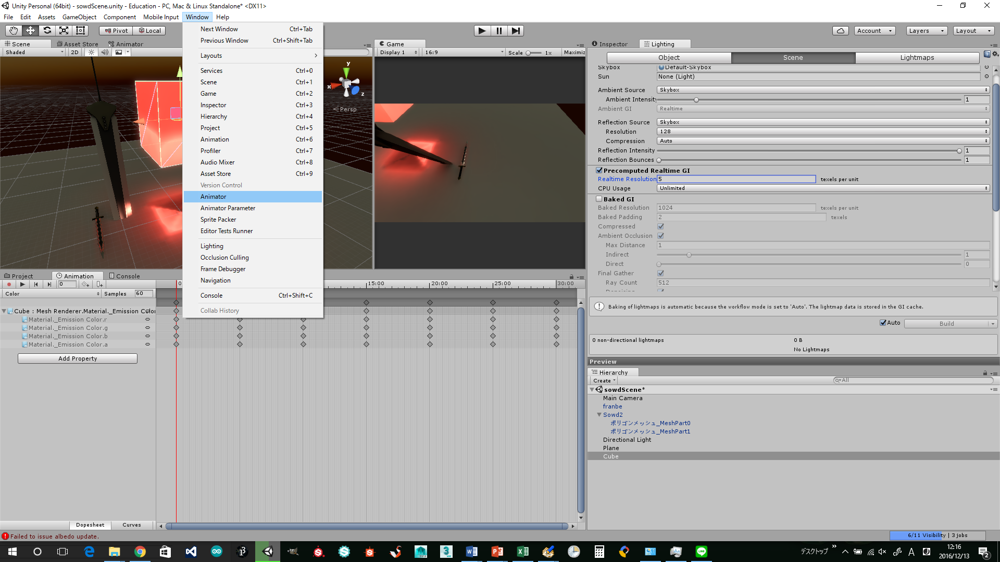 Unity Personal (64bit) - sowdScene.unity - Education - PC, Mac & Linux Standalone* <DX11>
File Edit Assets GameObject Component Mobile Input Window Help
Pivot Local
Account Layers Layout
Scene Asset Store Animator
Shaded 2D
Next Window Ctrl+Tab
Previous Window Ctrl+Shift+Tab
Layouts
Services Ctrl+0
Scene Ctrl+1
Game Ctrl+2
Inspector Ctrl+3
Hierarchy Ctrl+4
Project Ctrl+5
Animation Ctrl+6
Profiler Ctrl+7
Audio Mixer Ctrl+8
Asset Store Ctrl+9
Version Control
Animator
Animator Parameter
Sprite Packer
Editor Tests Runner
Lighting
Occlusion Culling
Frame Debugger
Navigation
Console Ctrl+Shift+C
Collab History
y
x
z
Persp
Game
Display 1 16:9 Scale 1x Maximiz
Inspector Lighting
Object Scene Lightmaps
Skybox Default-Skybox
Sun None (Light)
Ambient Source Skybox
Ambient Intensity 1
Ambient GI Realtime
Reflection Source Skybox
Resolution 128
Compression Auto
Reflection Intensity 1
Reflection Bounces 1
Precomputed Realtime GI
Realtime Resolution 5 texels per unit
CPU Usage Unlimited
Baked GI
Baked Resolution 1024 texels per unit
Baked Padding 2 texels
Compressed
Ambient Occlusion
Max Distance 1
Indirect 1
Direct 0
Final Gather
Ray Count 512
Baking of lightmaps is automatic because the workflow mode is set to 'Auto'. The lightmap data is stored in the GI cache.
Auto Build
0 non-directional lightmaps 0 B
No Lightmaps
Preview
Hierarchy
Create All
sowdScene*
Main Camera
franbe
Sowd2
ポリゴンメッシュ_MeshPart0
ポリゴンメッシュ_MeshPart1
Directional Light
Plane
Cube
Project Animation Console
0 0 15:00 20:00 25:00 30:00
Color Samples 60
Cube : Mesh Renderer.Material._Emission Color
Material._Emission Color.r
Material._Emission Color.g
Material._Emission Color.b
Material._Emission Color.a
Add Property
Dopesheet Curves
Failed to issue albedo update.
6/11 Visibility | 3 jobs
デスクトップ
A
12:16
2016/12/13
2